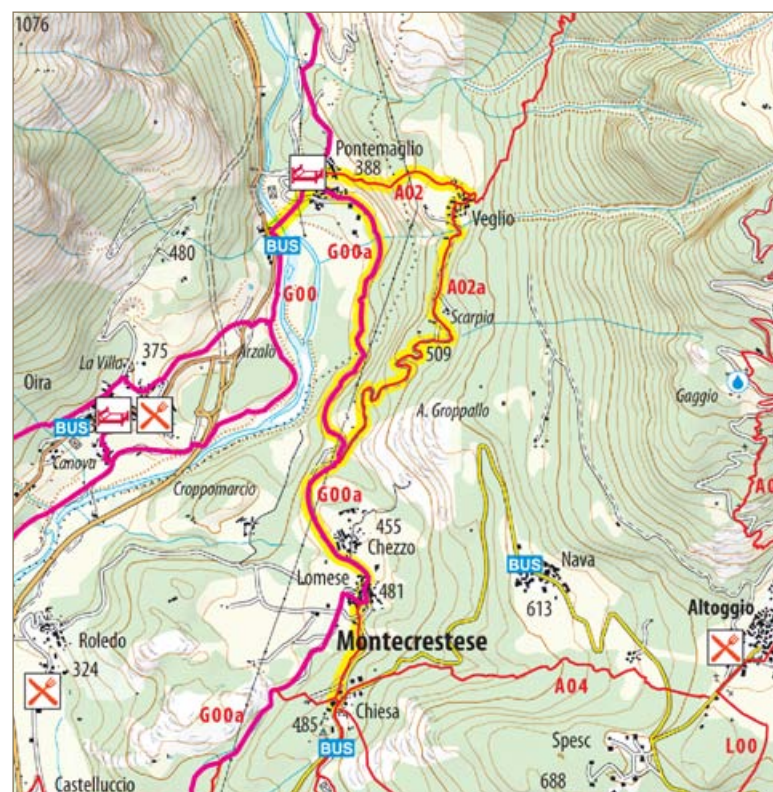 1076
Pontemaglio
388
A02
Veglio
BUS
480
G00a
G00
A02a
Scarpia
509
La Villa
375
Arzalo
Oira
Gaggio
BUS
A. Groppallo
Canova
Croppomarcio
G00a
455
Chezzo
BUS
Nava
Lomese
481
613
Altoggio
Roledo
Montecrestese
324
A04
G00a
Chiesa
485
BUS
Spesc
L00
688
Castelluccio